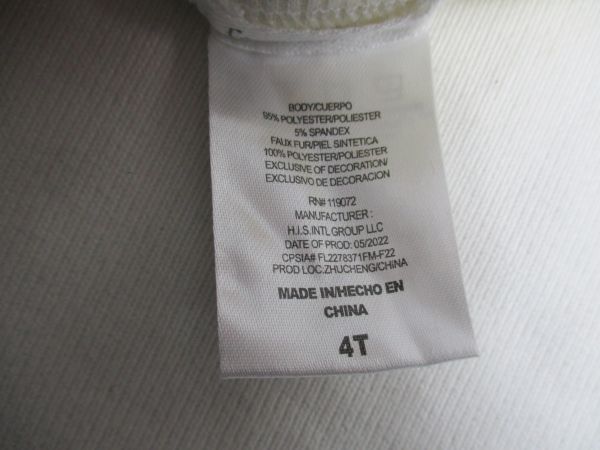 BODY/CUERPO
95% POLYESTER/POLIESTER
5% SPANDEX
FAUX FUR/PIEL SINTETICA
100% POLYESTER/POLIESTER
EXCLUSIVE OF DECORATION/
EXCLUSIVO DE DECORACION
RN# 119072
MANUFACTURER :
H.I.S.INTL GROUP LLC
DATE OF PROD: 05/2022
CPSIA# FL2278371FM-F22
PROD LOC:ZHUCHENG/CHINA
MADE IN/HECHO EN
CHINA
4T